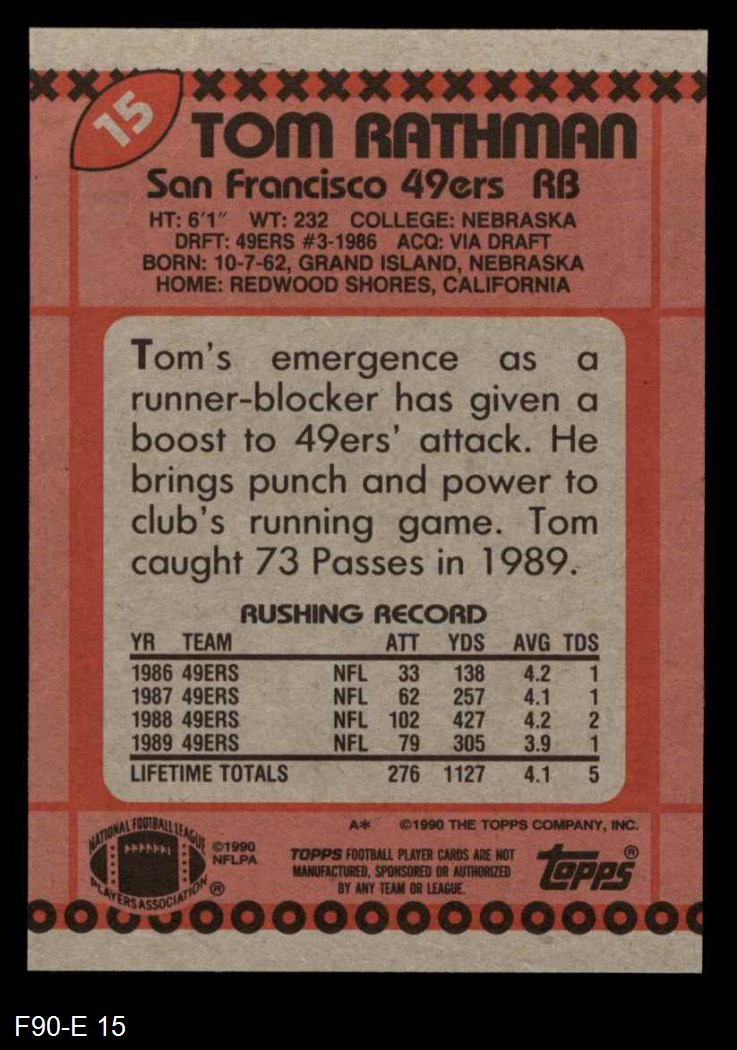 15
TOM RATHMAN
San Francisco 49ers RB
HT: 6'1" WT: 232 COLLEGE: NEBRASKA
DRFT: 49ERS #3-1986 ACQ: VIA DRAFT
BORN: 10-7-62, GRAND ISLAND, NEBRASKA
HOME: REDWOOD SHORES, CALIFORNIA
Tom's emergence as a
runner-blocker has given a
boost to 49ers' attack. He
brings punch and power to
club's running game. Tom
caught 73 Passes in 1989.
RUSHING RECORD
YR TEAM ATT YDS AVG TDS
1986 49ERS NFL 33 138 4.2 1
1987 49ERS NFL 62 257 4.1 1
1988 49ERS NFL 102 427 4.2 2
1989 49ERS NFL 79 305 3.9 1
LIFETIME TOTALS 276 1127 4.1 5
A* ©1990 THE TOPPS COMPANY, INC.
NATIONAL FOOTBALL LEAGUE
PLAYERS ASSOCIATION ®
©1990
NFLPA
TOPPS FOOTBALL PLAYER CARDS ARE NOT
MANUFACTURED, SPONSORED OR AUTHORIZED
BY ANY TEAM OR LEAGUE.
topps®
F90-E 15